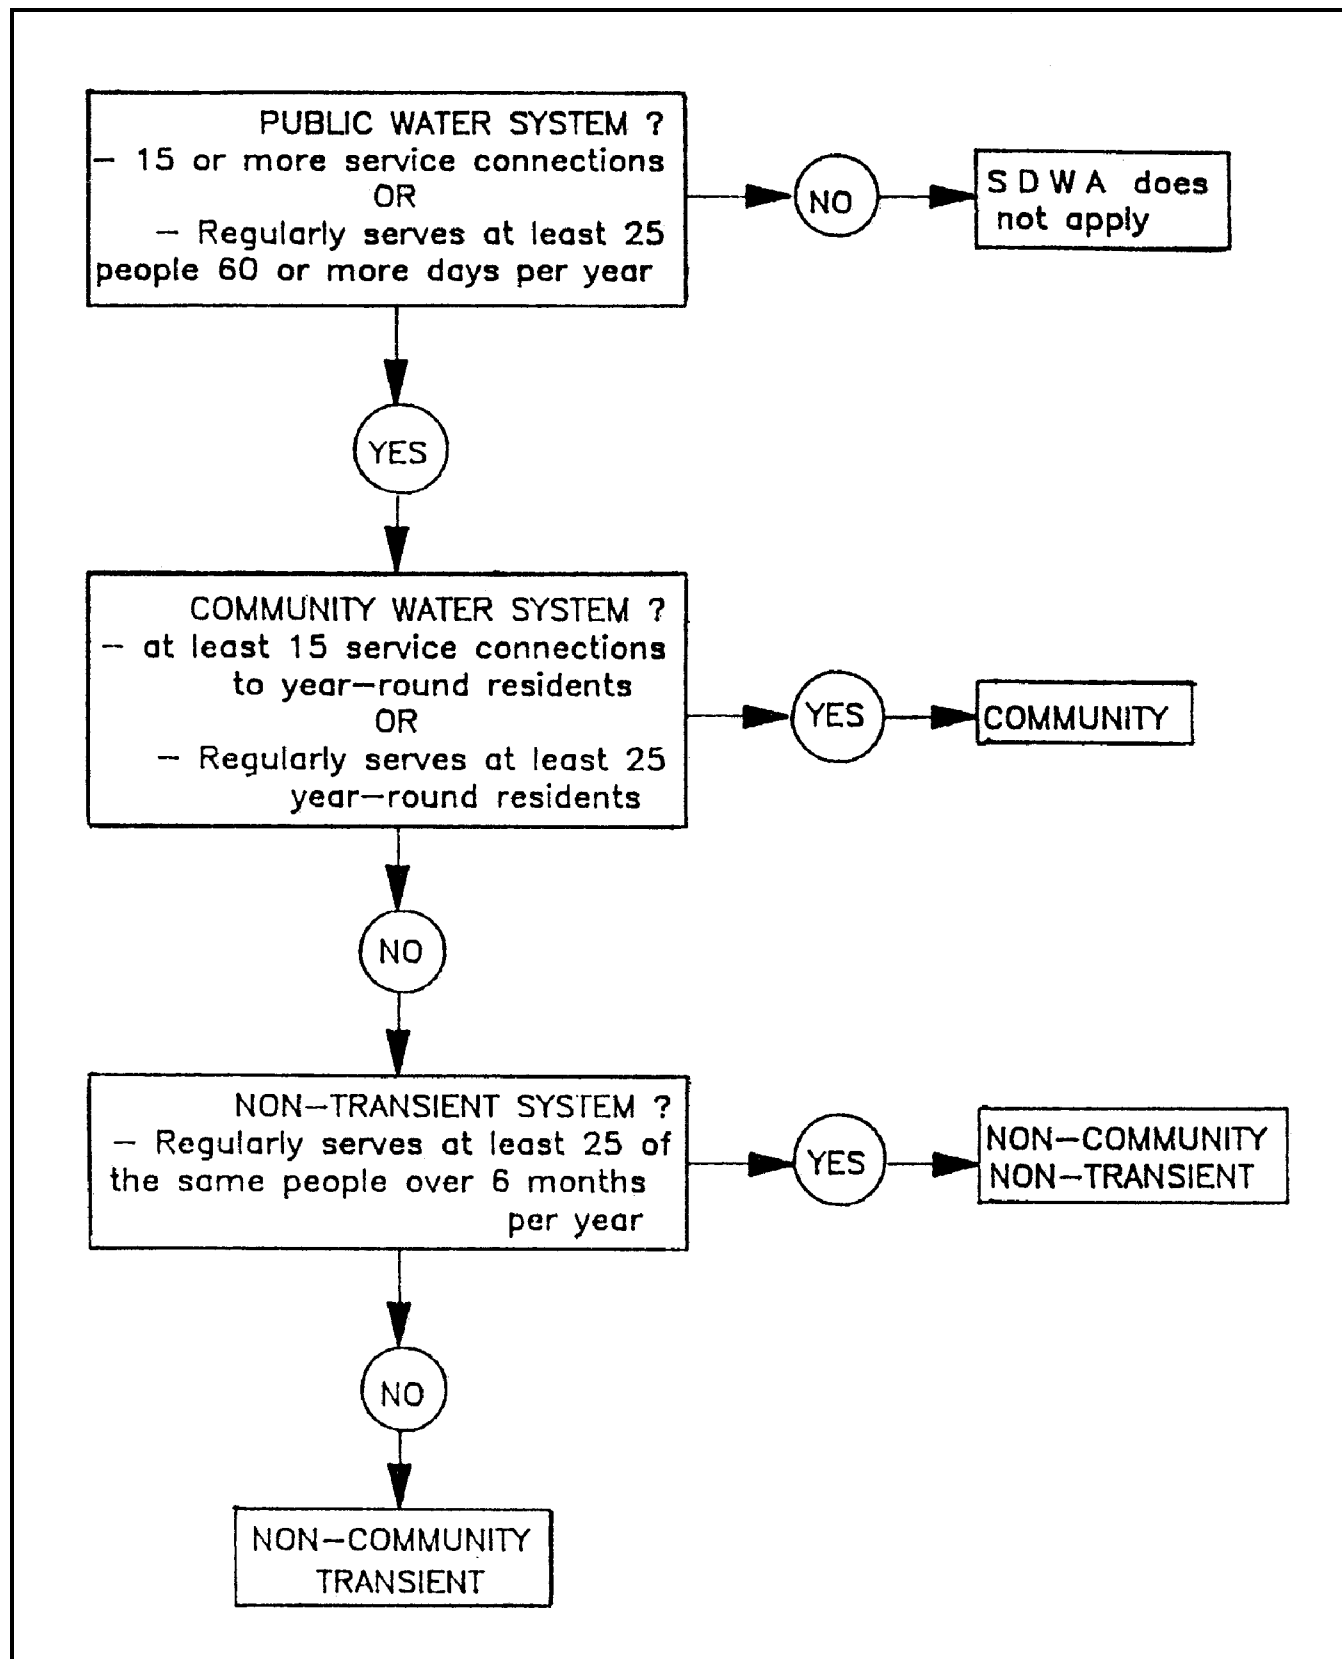 PUBLIC WATER SYSTEM ?
– 15 or more service connections
OR
– Regularly serves at least 25
people 60 or more days per year
NO
SDWA does
not apply
YES
COMMUNITY WATER SYSTEM ?
– at least 15 service connections
to year–round residents
OR
– Regularly serves at least 25
year–round residents
YES
COMMUNITY
NO
NON–TRANSIENT SYSTEM ?
– Regularly serves at least 25 of
the same people over 6 months
per year
YES
NON–COMMUNITY
NON–TRANSIENT
NO
NON–COMMUNITY
TRANSIENT